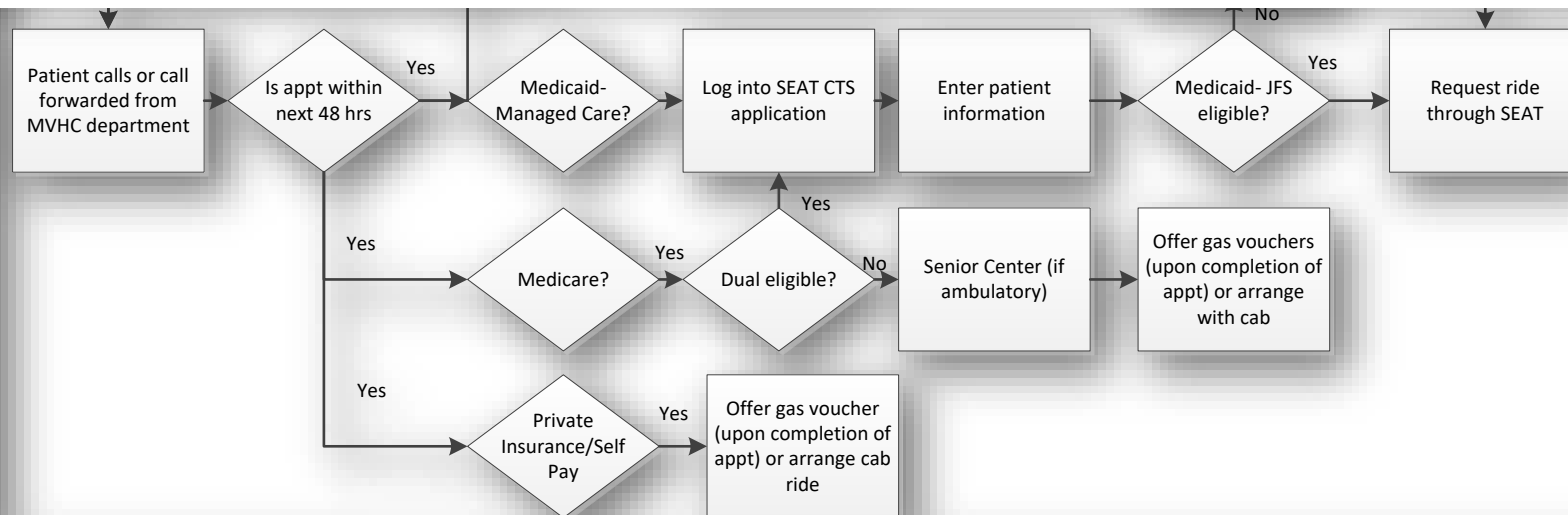 No
Patient calls or call
forwarded from
MVHC department
Is appt within
next 48 hrs
Yes
Medicaid-
Managed Care?
Log into SEAT CTS
application
Enter patient
information
Medicaid- JFS
eligible?
Yes
Request ride
through SEAT
Yes
Yes
Medicare?
Yes
Dual eligible?
No
Senior Center (if
ambulatory)
Offer gas vouchers
(upon completion of
appt) or arrange
with cab
Yes
Private
Insurance/Self
Pay
Yes
Offer gas voucher
(upon completion of
appt) or arrange cab
ride